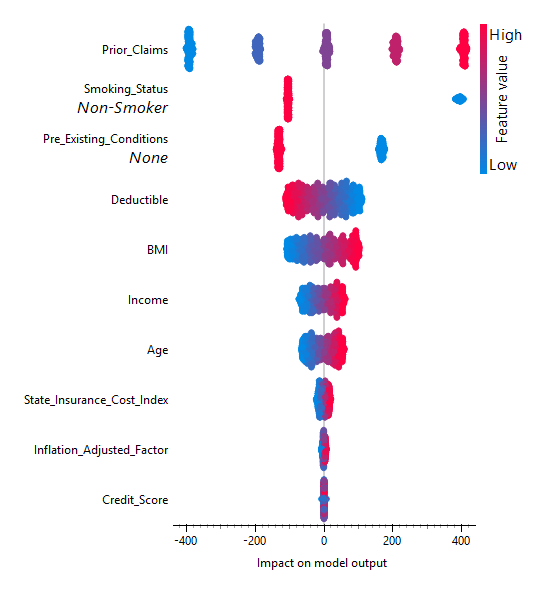 Prior_Claims
Smoking_Status
Non-Smoker
Pre_Existing_Conditions
None
Deductible
BMI
Income
Age
State_Insurance_Cost_Index
Inflation_Adjusted_Factor
Credit_Score
High
Feature value
Low
-400 -200 0 200 400
Impact on model output